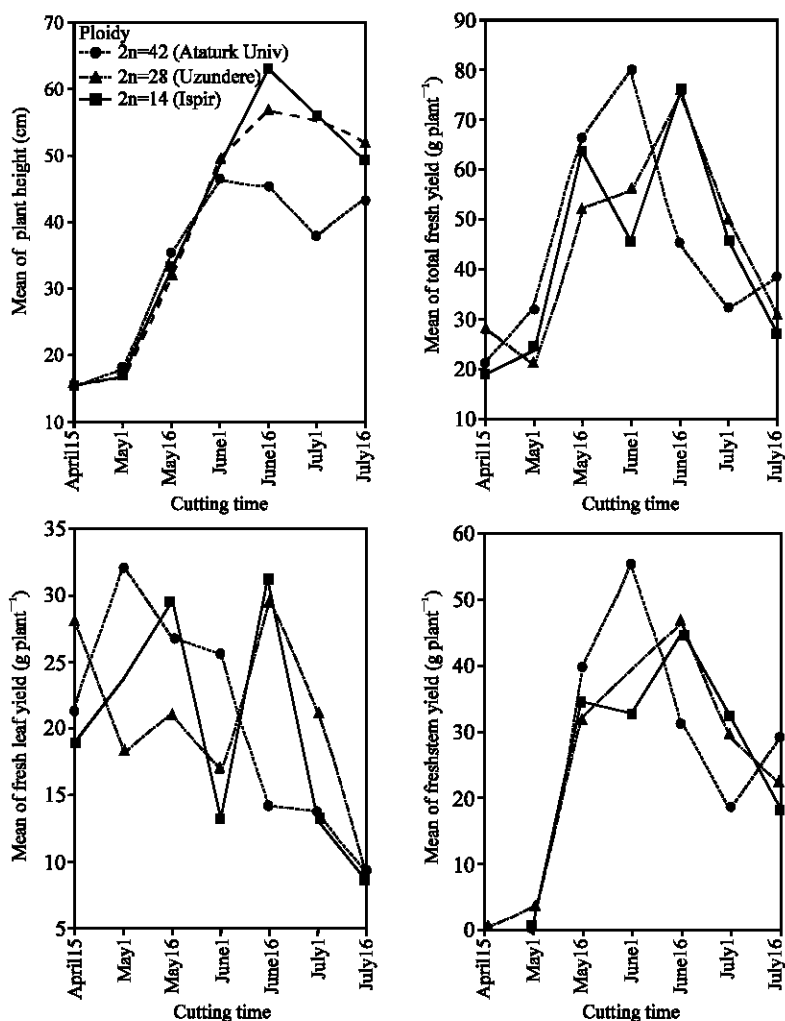 Ploidy
2n=42 (Ataturk Univ)
2n=28 (Uzundere)
2n=14 (Ispir)
Mean of plant height (cm)
70
60
50
40
30
20
10
April15
May1
May16
June1
June16
July1
July16
Cutting time
Mean of total fresh yield (g plant⁻¹)
90
80
70
60
50
40
30
20
10
April15
May1
May16
June1
June16
July1
July16
Cutting time
Mean of fresh leaf yield (g plant⁻¹)
35
30
25
20
15
10
5
April15
May1
May16
June1
June16
July1
July16
Cutting time
Mean of freshstem yield (g plant⁻¹)
60
50
40
30
20
10
0
April15
May1
May16
June1
June16
July1
July16
Cutting time